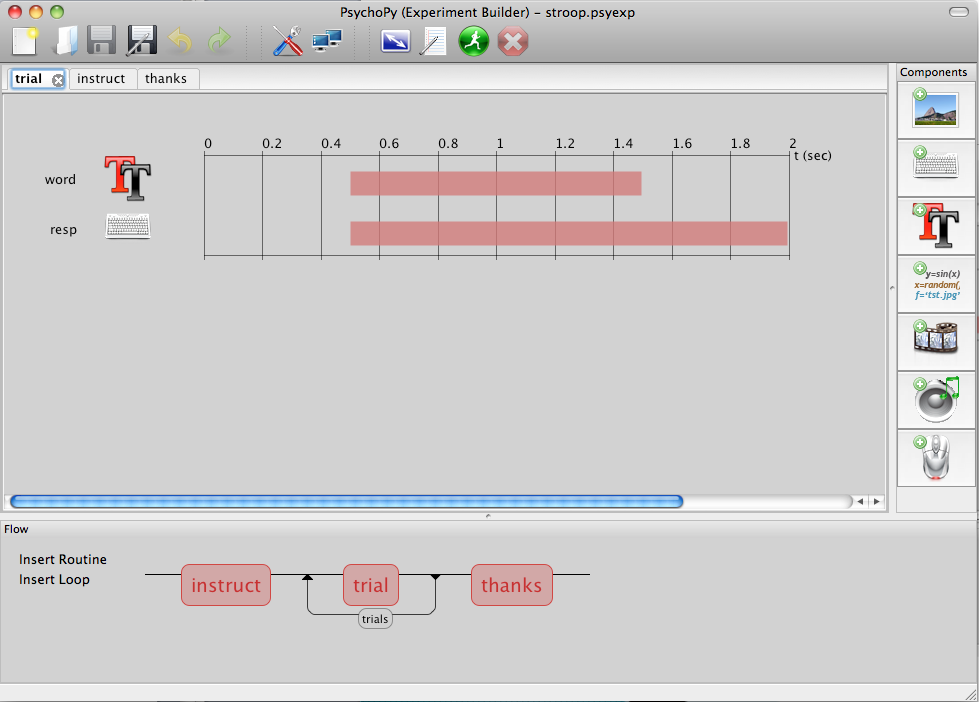 PsychoPy (Experiment Builder) – stroop.psyexp
trial
instruct
thanks
Components
0 0.2 0.4 0.6 0.8 1 1.2 1.4 1.6 1.8 2
t (sec)
word
resp
y=sin(x)
x=random(,
f='tst.jpg'
Flow
Insert Routine
Insert Loop
instruct
trial
thanks
trials